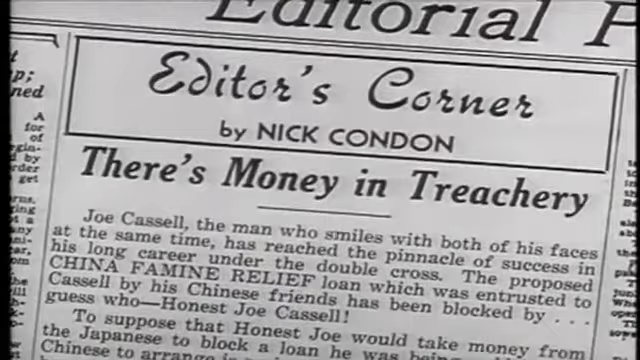 Editorial P
Editor's Corner
by NICK CONDON
There's Money in Treachery
Joe Cassell, the man who smiles with both of his faces
at the same time, has reached the pinnacle of success in
his long career under the double cross. The proposed
CHINA FAMINE RELIEF loan which was entrusted to
Cassell by his Chinese friends has been blocked by . . .
guess who—Honest Joe Cassell!
To suppose that Honest Joe would take money from
the Japanese to block a loan he was being
Chinese to arrange